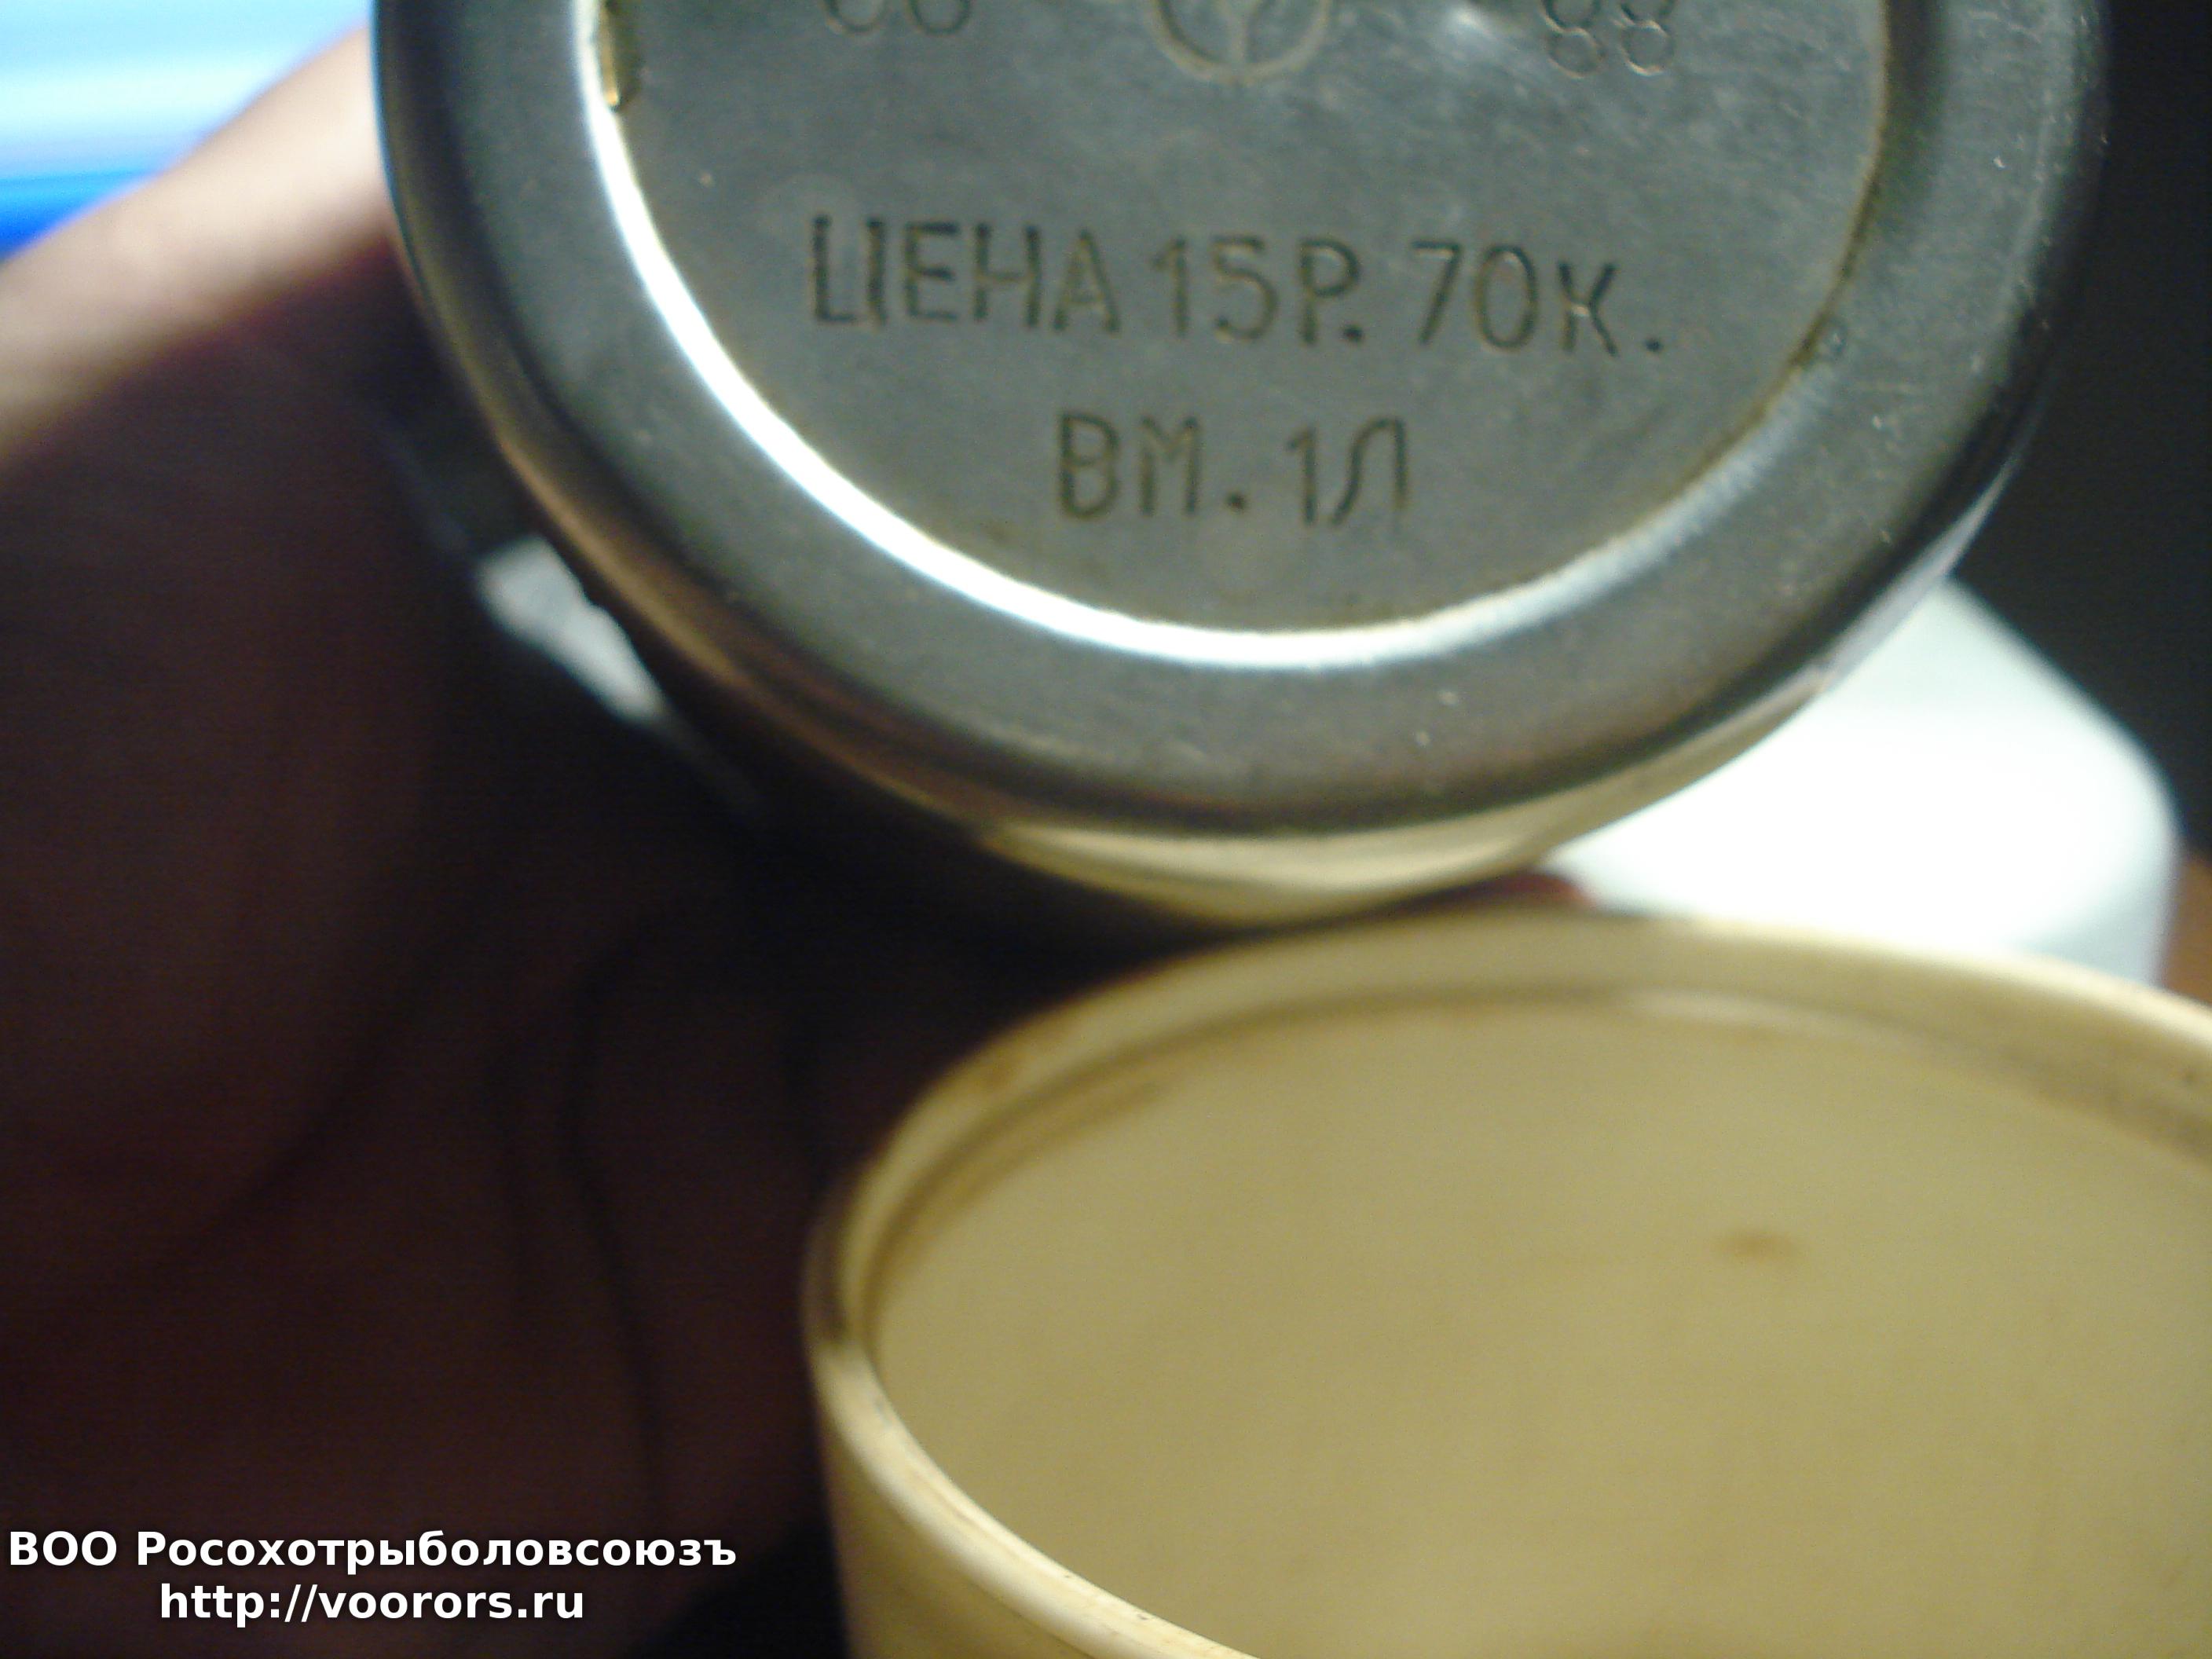 ЦЕНА 15Р. 70К.
ВМ. 1Л
ВОО Росохотрыболовсоюзъ
http://voorors.ru